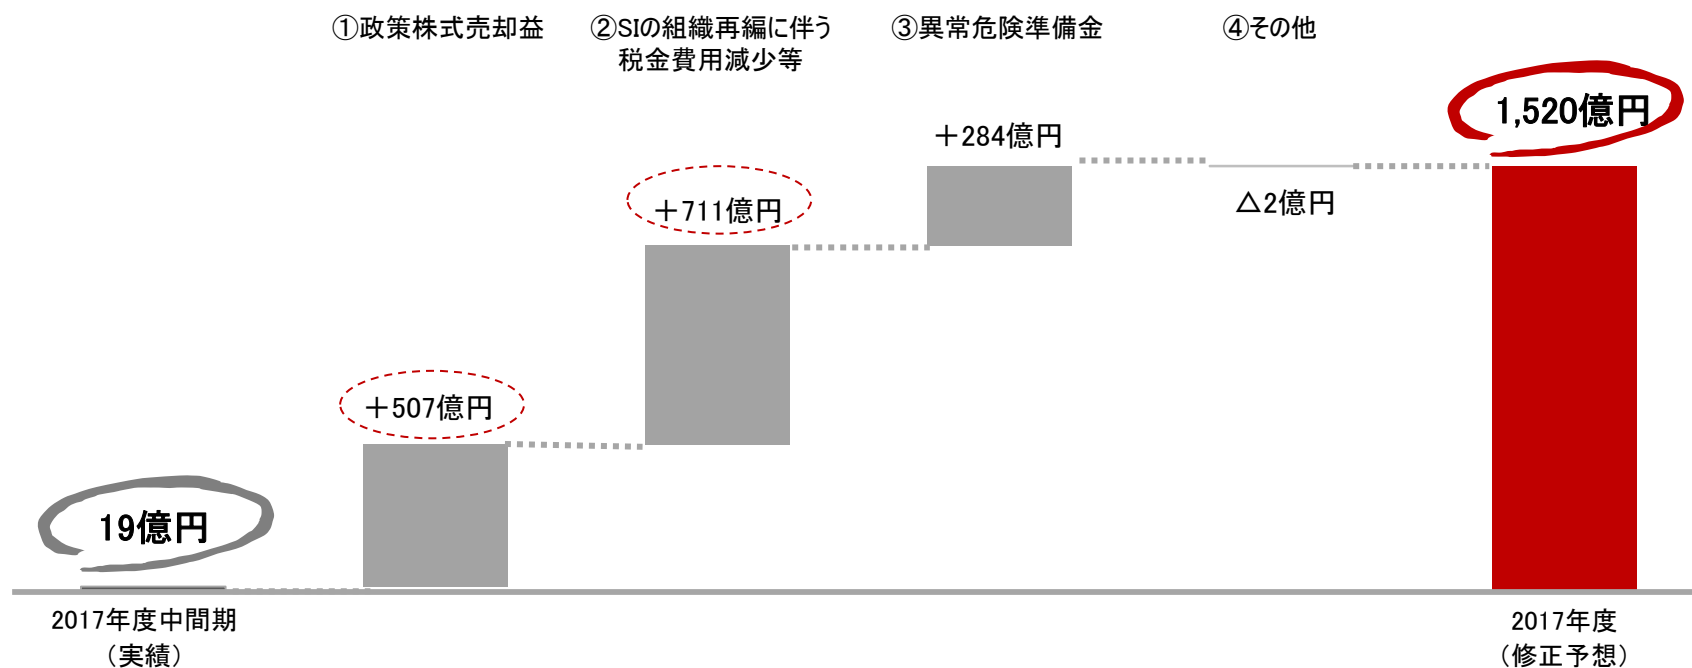 ①政策株式売却益
②SIの組織再編に伴う
税金費用減少等
③異常危険準備金
④その他
1,520億円
＋284億円
＋711億円
△2億円
＋507億円
19億円
2017年度中間期
（実績）
2017年度
（修正予想）